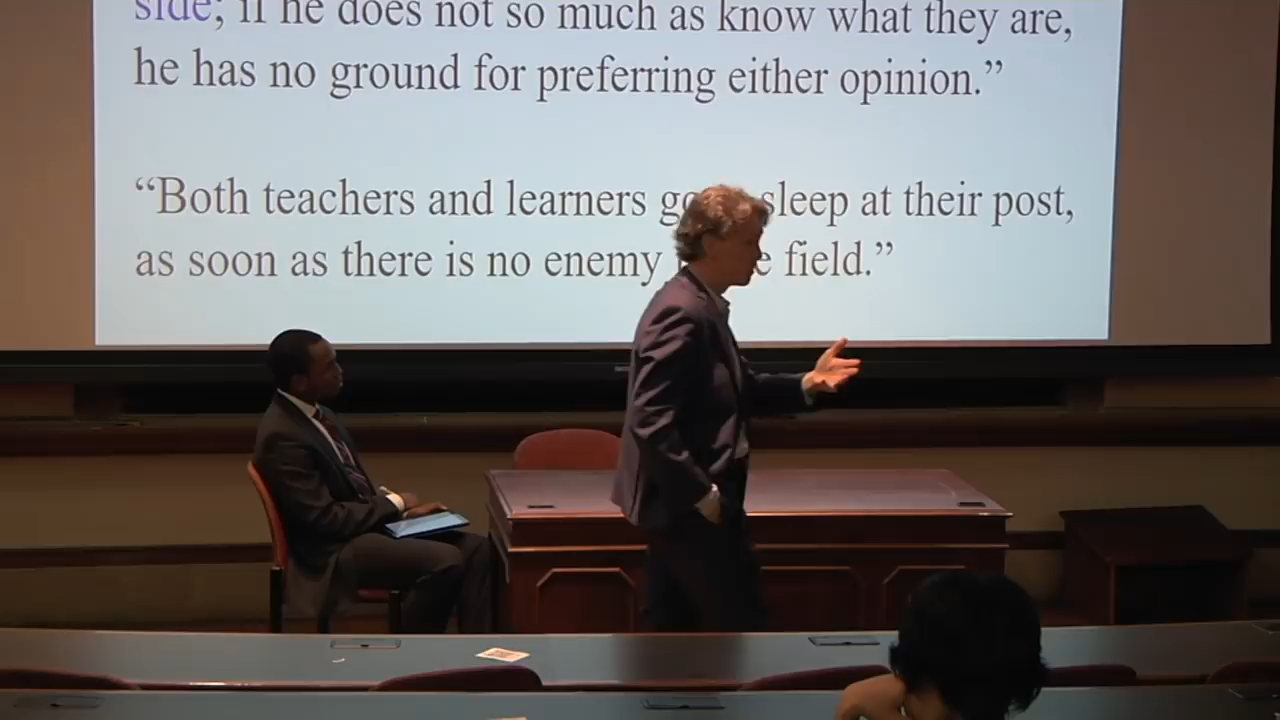 side; if he does not so much as know what they are,
he has no ground for preferring either opinion.”
“Both teachers and learners sleep at their post,
as soon as there is no enemy field.”